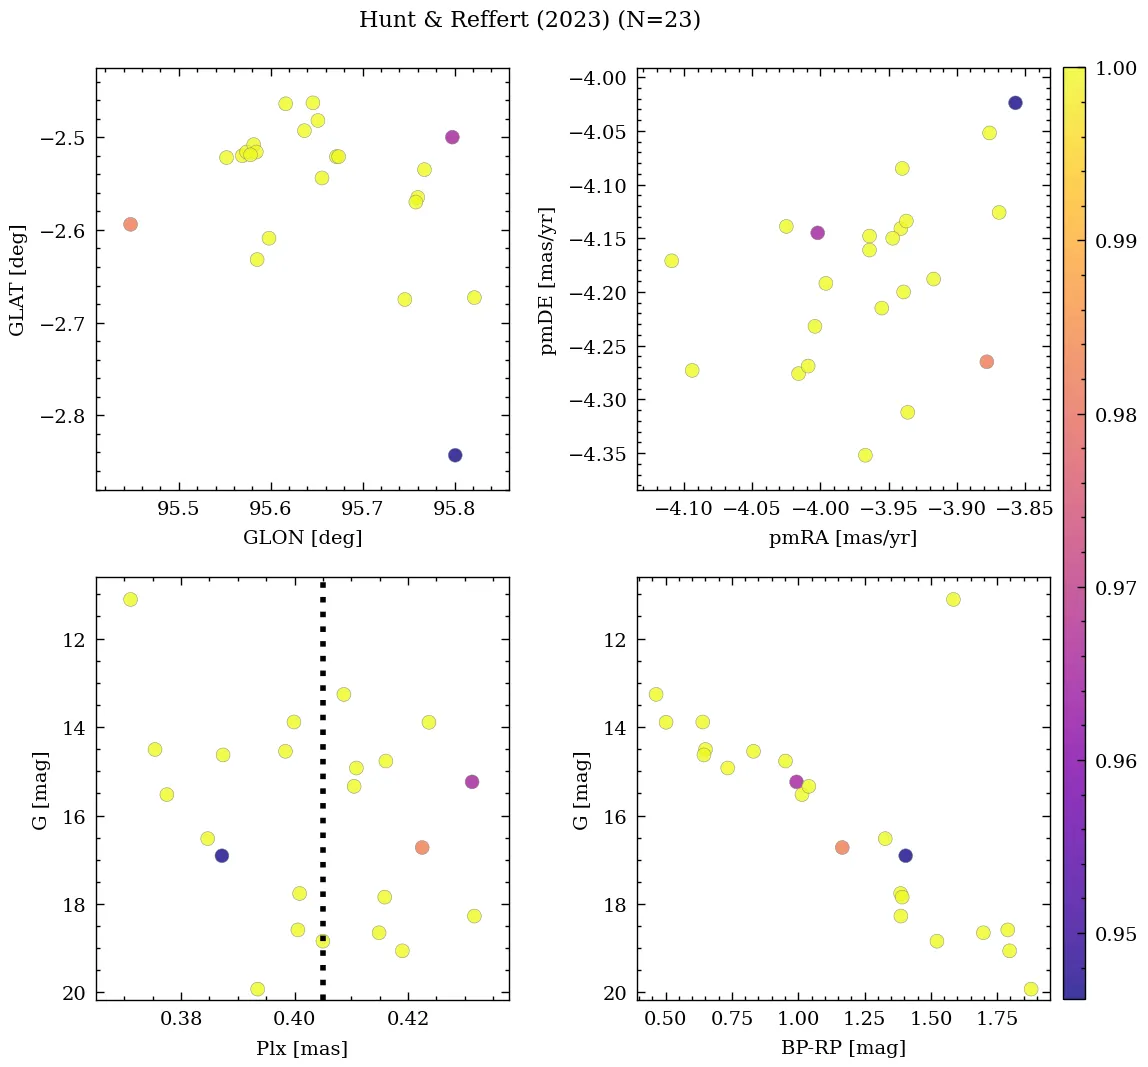 Hunt & Reffert (2023) (N=23)
−2.5
−2.6
−2.7
−2.8
GLAT [deg]
95.5 95.6 95.7 95.8
GLON [deg]
−4.00
−4.05
−4.10
−4.15
−4.20
−4.25
−4.30
−4.35
pmDE [mas/yr]
−4.10 −4.05 −4.00 −3.95 −3.90 −3.85
pmRA [mas/yr]
1.00
0.99
0.98
0.97
0.96
0.95
12
14
16
18
20
G [mag]
0.38 0.40 0.42
Plx [mas]
12
14
16
18
20
G [mag]
0.50 0.75 1.00 1.25 1.50 1.75
BP-RP [mag]